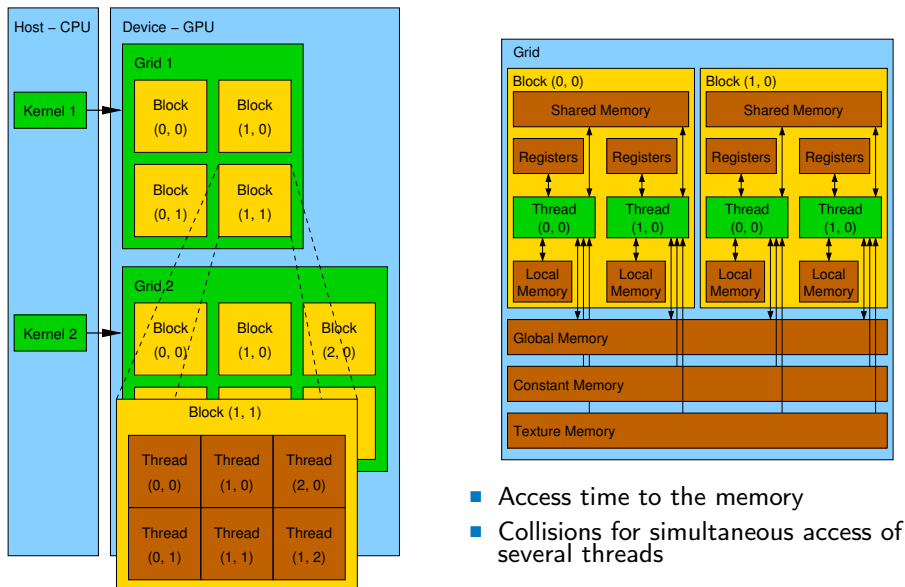 Host – CPU
Device – GPU
Grid 1
Kernel 1
Block
(0, 0)
Block
(1, 0)
Block
(0, 1)
Block
(1, 1)
Grid 2
Kernel 2
Block
(0, 0)
Block
(1, 0)
Block
(2, 0)
Block (1, 1)
Thread
(0, 0)
Thread
(1, 0)
Thread
(2, 0)
Thread
(0, 1)
Thread
(1, 1)
Thread
(1, 2)
Grid
Block (0, 0)
Shared Memory
Registers
Registers
Thread
(0, 0)
Thread
(1, 0)
Local
Memory
Local
Memory
Block (1, 0)
Shared Memory
Registers
Registers
Thread
(0, 0)
Thread
(1, 0)
Local
Memory
Local
Memory
Global Memory
Constant Memory
Texture Memory
Access time to the memory
Collisions for simultaneous access of
several threads